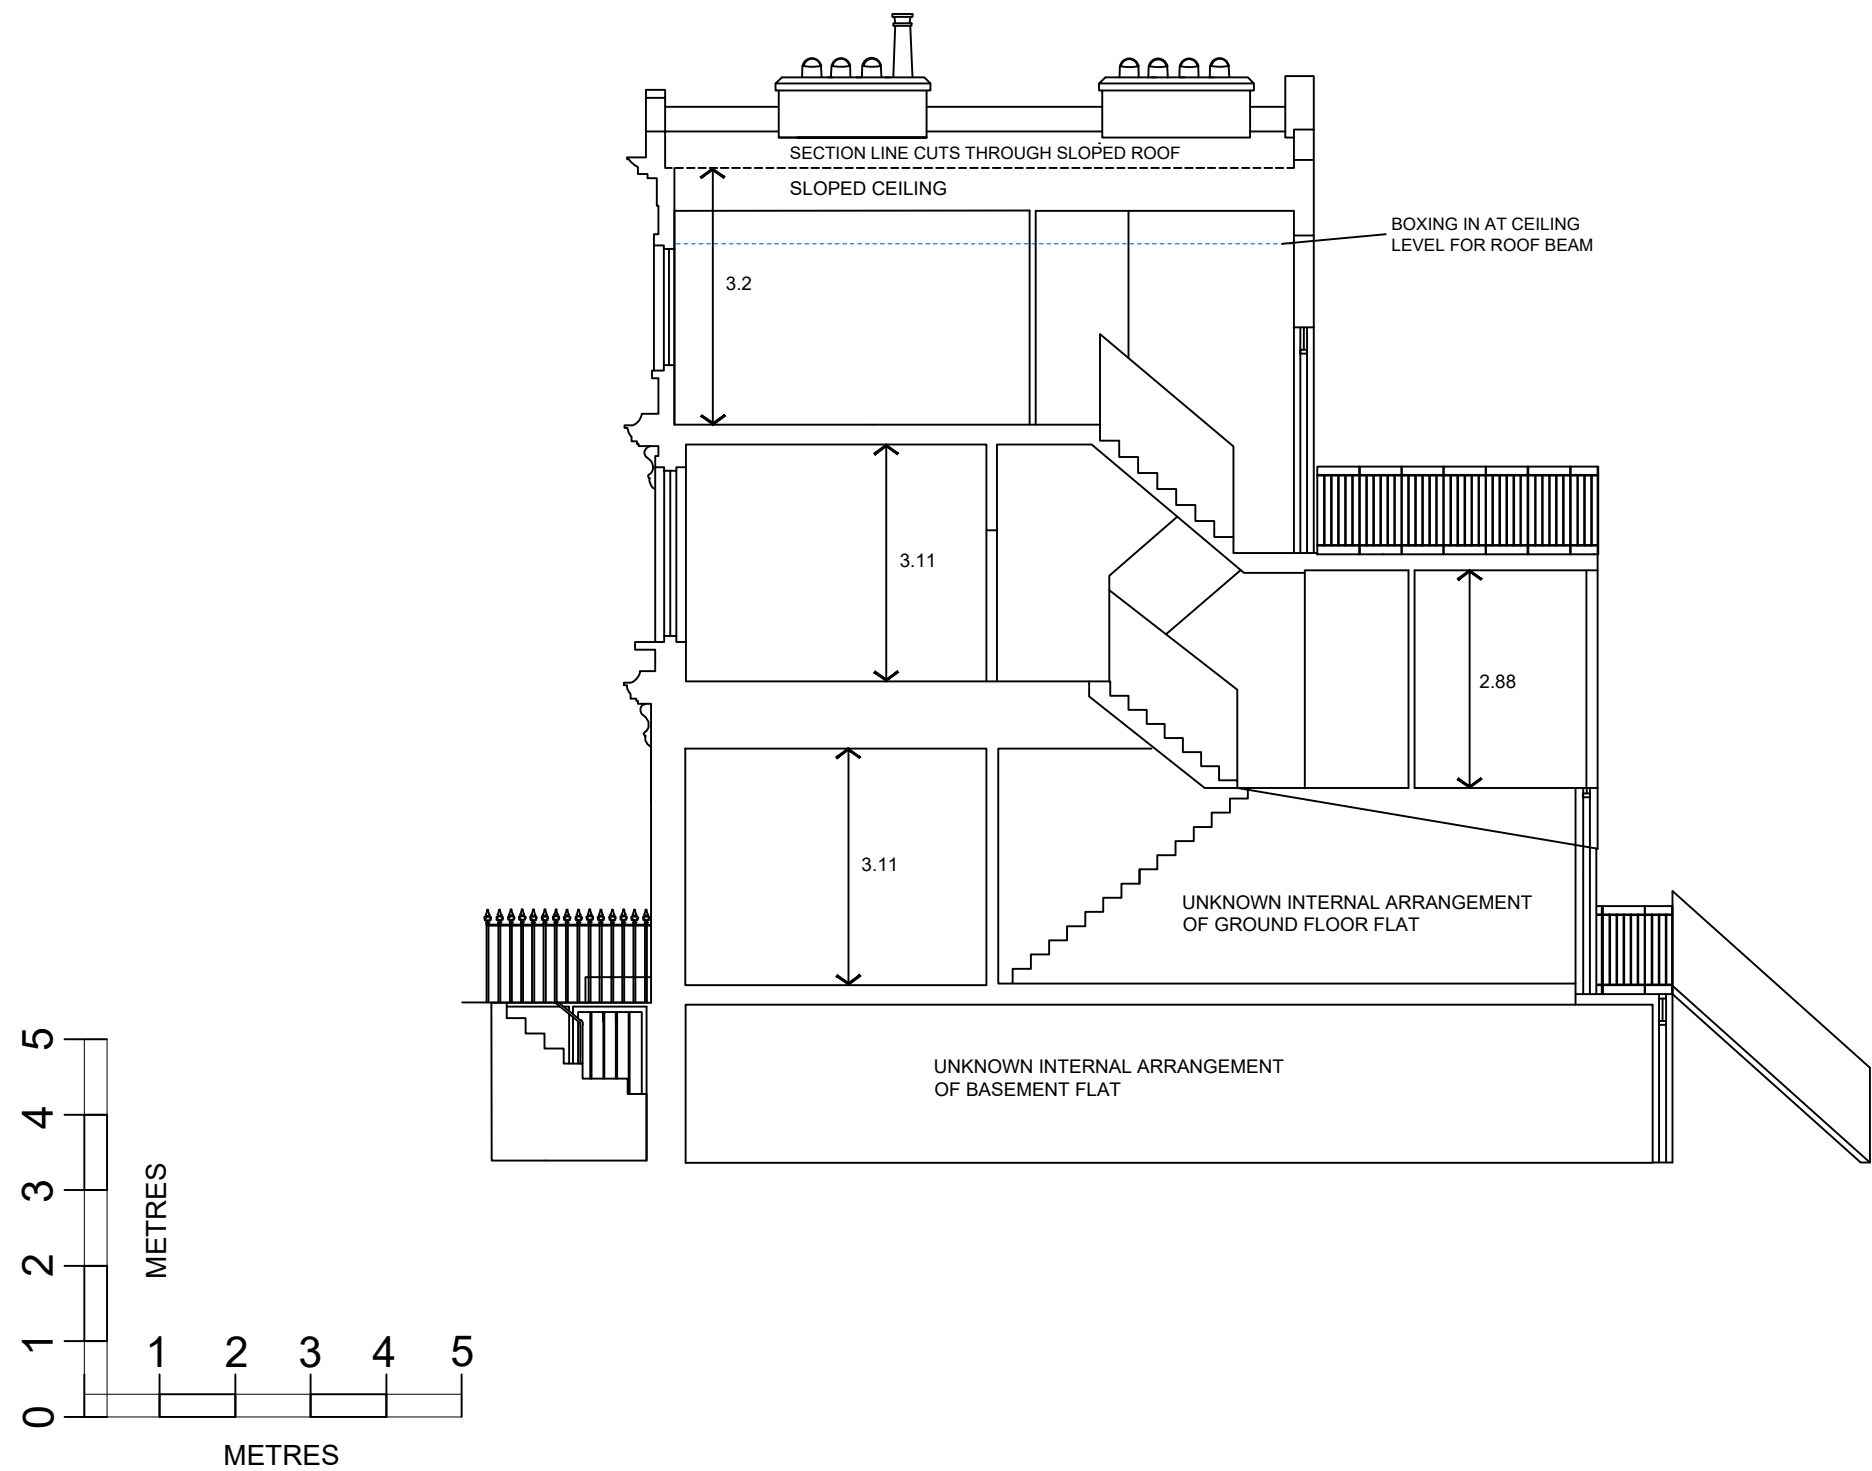 SECTION LINE CUTS THROUGH SLOPED ROOF
SLOPED CEILING
BOXING IN AT CEILING
LEVEL FOR ROOF BEAM
3.2
3.11
2.88
3.11
UNKNOWN INTERNAL ARRANGEMENT
OF GROUND FLOOR FLAT
UNKNOWN INTERNAL ARRANGEMENT
OF BASEMENT FLAT
5
4
3
2
1
0
METRES
1 2 3 4 5
METRES